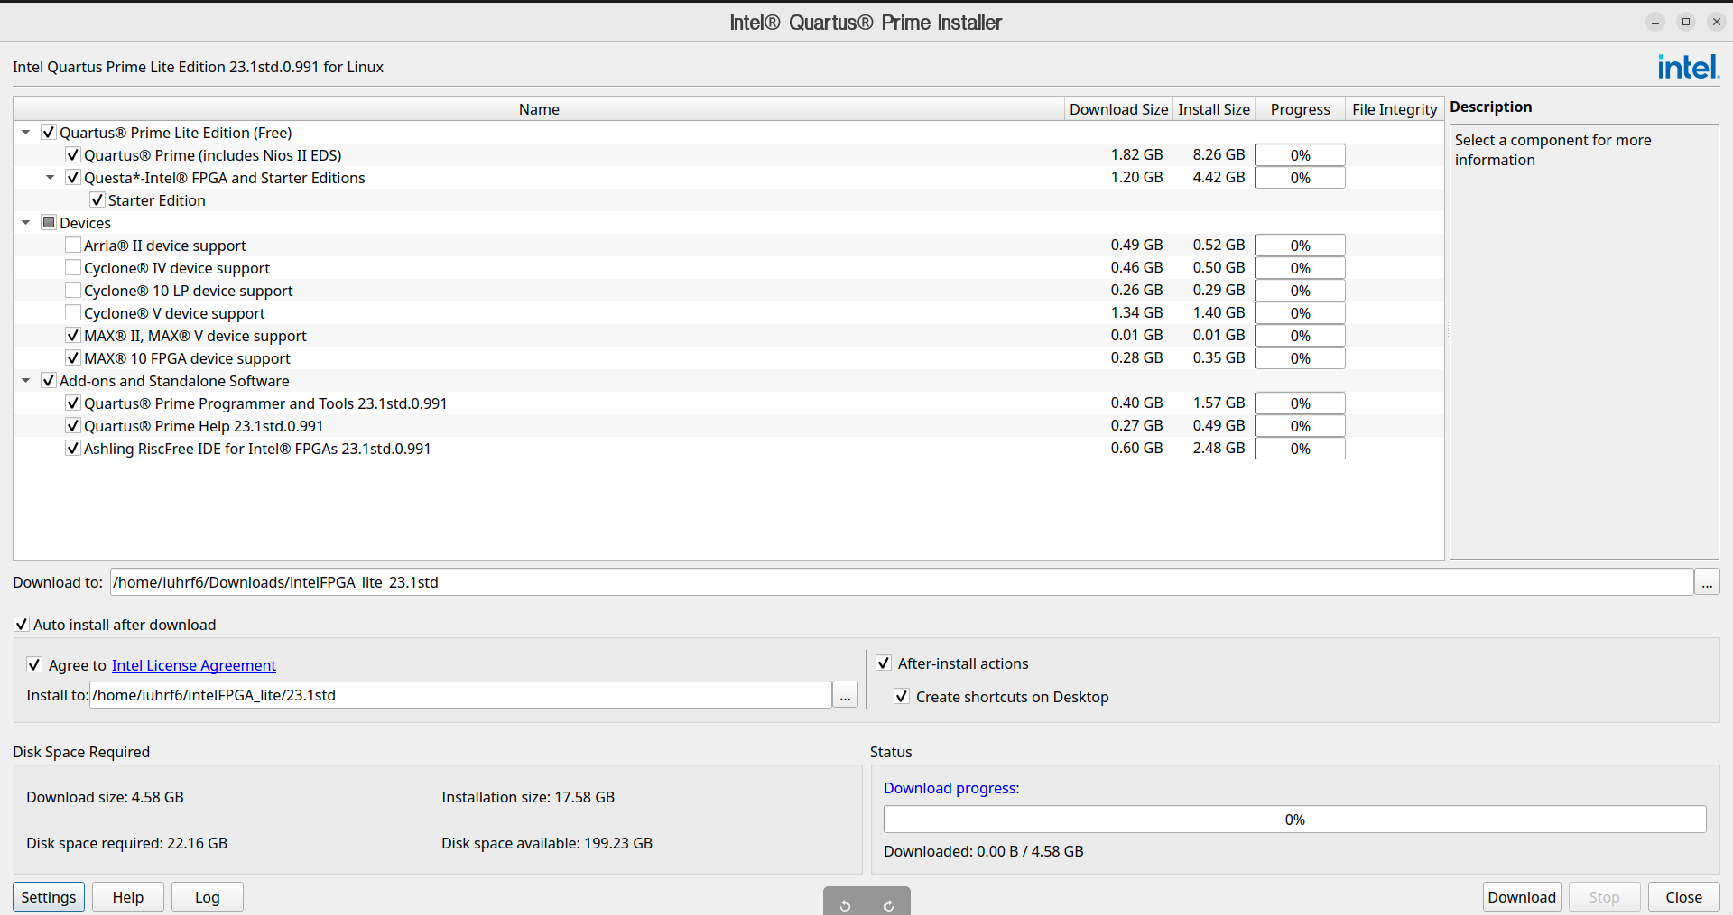 Intel® Quartus® Prime Installer
Intel Quartus Prime Lite Edition 23.1std.0.991 for Linux
intel.
Name Download Size Install Size Progress File Integrity
Quartus® Prime Lite Edition (Free)
Quartus® Prime (includes Nios II EDS) 1.82 GB 8.26 GB 0%
Questa*-Intel® FPGA and Starter Editions 1.20 GB 4.42 GB 0%
Starter Edition
Devices
Arria® II device support 0.49 GB 0.52 GB 0%
Cyclone® IV device support 0.46 GB 0.50 GB 0%
Cyclone® 10 LP device support 0.26 GB 0.29 GB 0%
Cyclone® V device support 1.34 GB 1.40 GB 0%
MAX® II, MAX® V device support 0.01 GB 0.01 GB 0%
MAX® 10 FPGA device support 0.28 GB 0.35 GB 0%
Add-ons and Standalone Software
Quartus® Prime Programmer and Tools 23.1std.0.991 0.40 GB 1.57 GB 0%
Quartus® Prime Help 23.1std.0.991 0.27 GB 0.49 GB 0%
Ashling RiscFree IDE for Intel® FPGAs 23.1std.0.991 0.60 GB 2.48 GB 0%
Description
Select a component for more
information
Download to: /home/iuhrf6/Downloads/intelFPGA_lite_23.1std ...
Auto install after download
Agree to Intel License Agreement
Install to: /home/iuhrf6/intelFPGA_lite/23.1std ...
After-install actions
Create shortcuts on Desktop
Disk Space Required
Download size: 4.58 GB Installation size: 17.58 GB
Disk space required: 22.16 GB Disk space available: 199.23 GB
Status
Download progress:
0%
Downloaded: 0.00 B / 4.58 GB
Settings Help Log Download Stop Close